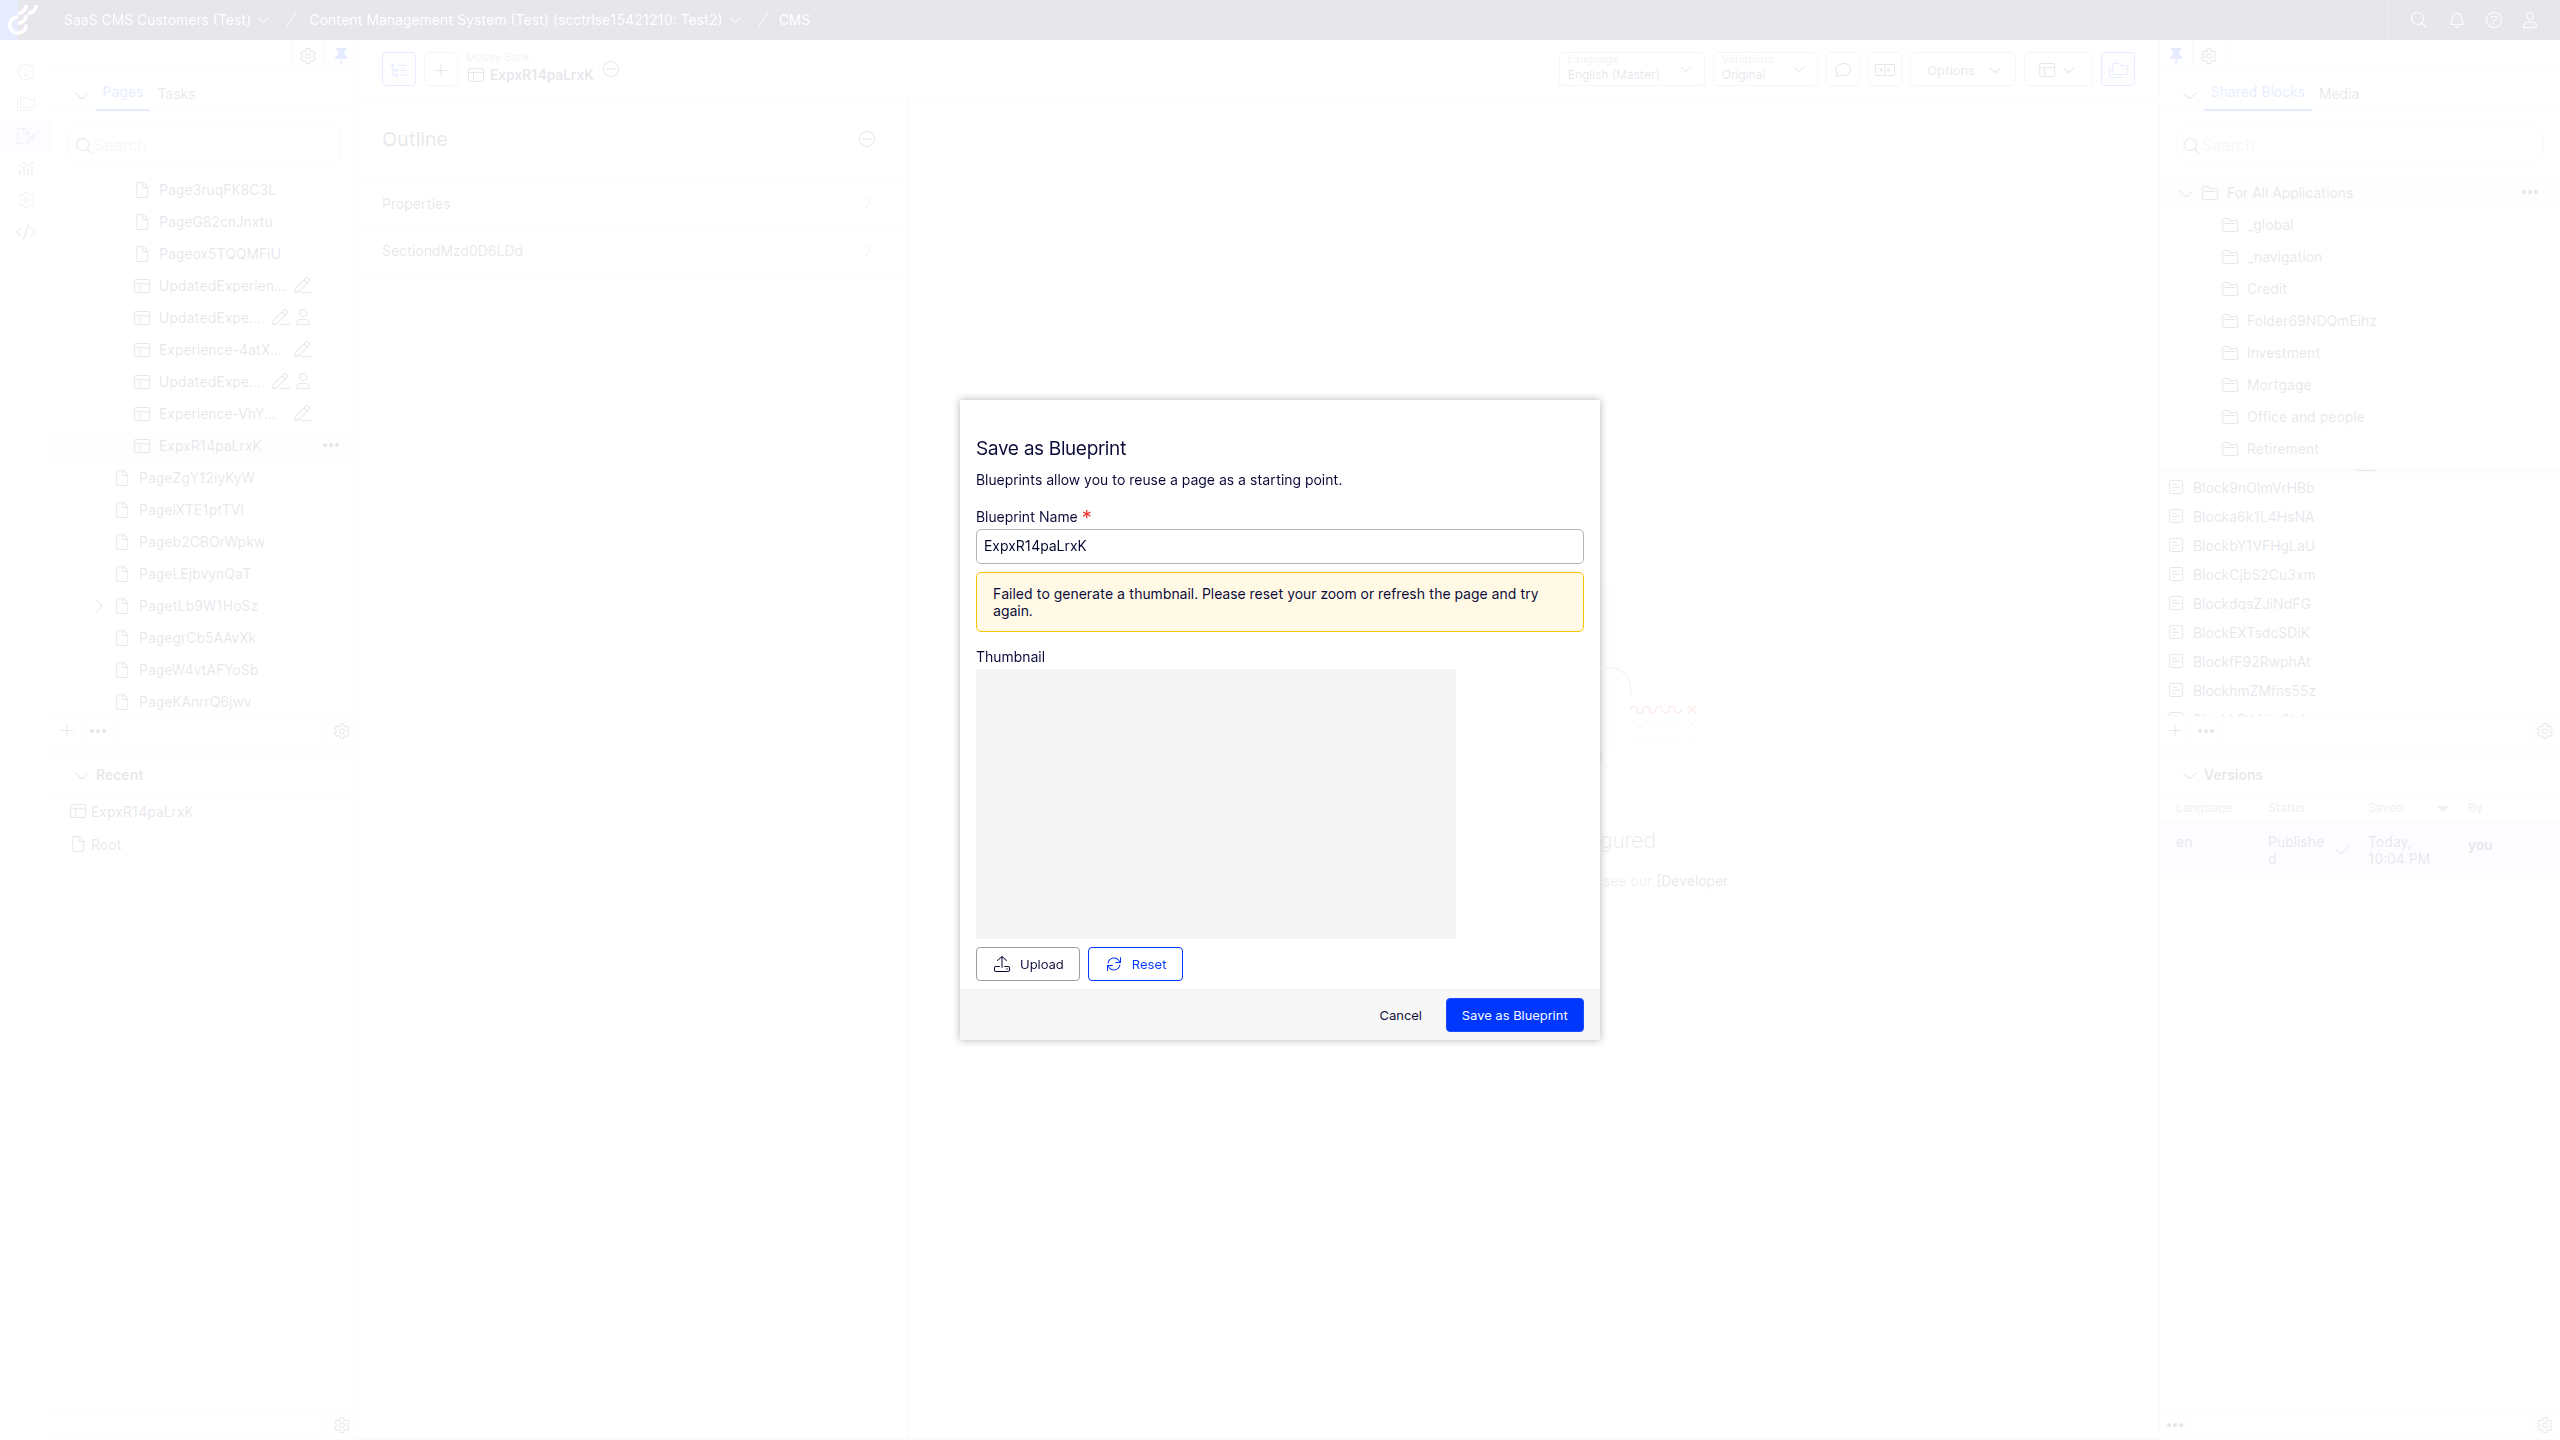 SaaS CMS Customers (Test)
Content Management System (Test) (scctrlse15421210: Test2)
CMS
Pages
Tasks
Search
Page3ruqFK8C3L
PageG82cnJnxtu
Pageox5TQQMFiU
UpdatedExperien...
UpdatedExpe...
Experience-4atX...
UpdatedExpe...
Experience-VhY...
ExpxR14paLrxK
PageZgY12iyKyW
PageIXTE1ptTVI
Pageb2CBOrWpkw
PageLEjbvynQaT
PagetLb9W1HoSz
PagegrCb5AAvXk
PageW4vtAFYoSb
PageKAnrrQ6jwv
Recent
ExpxR14paLrxK
Root
Mosey Bank
ExpxR14paLrxK
Language
English (Master)
Variations
Original
Options
Outline
Properties
SectiondMzd0D6LDd
Save as Blueprint
Blueprints allow you to reuse a page as a starting point.
Blueprint Name *
ExpxR14paLrxK
Failed to generate a thumbnail. Please reset your zoom or refresh the page and try
again.
Thumbnail
Upload
Reset
Cancel
Save as Blueprint
gured
see our [Developer
Shared Blocks
Media
Search
For All Applications
_global
_navigation
Credit
Folder69NDQmEihz
Investment
Mortgage
Office and people
Retirement
Block9nOImVrHBb
Blocka6k1L4HsNA
BlockbY1VFHgLaU
BlockCjbS2Cu3xm
BlockdqsZJiNdFG
BlockEXTsdcSDiK
BlockfF92RwphAt
BlockhmZMfns55z
Versions
Language
Status
Saved
By
en
Publishe
d
Today,
10:04 PM
you